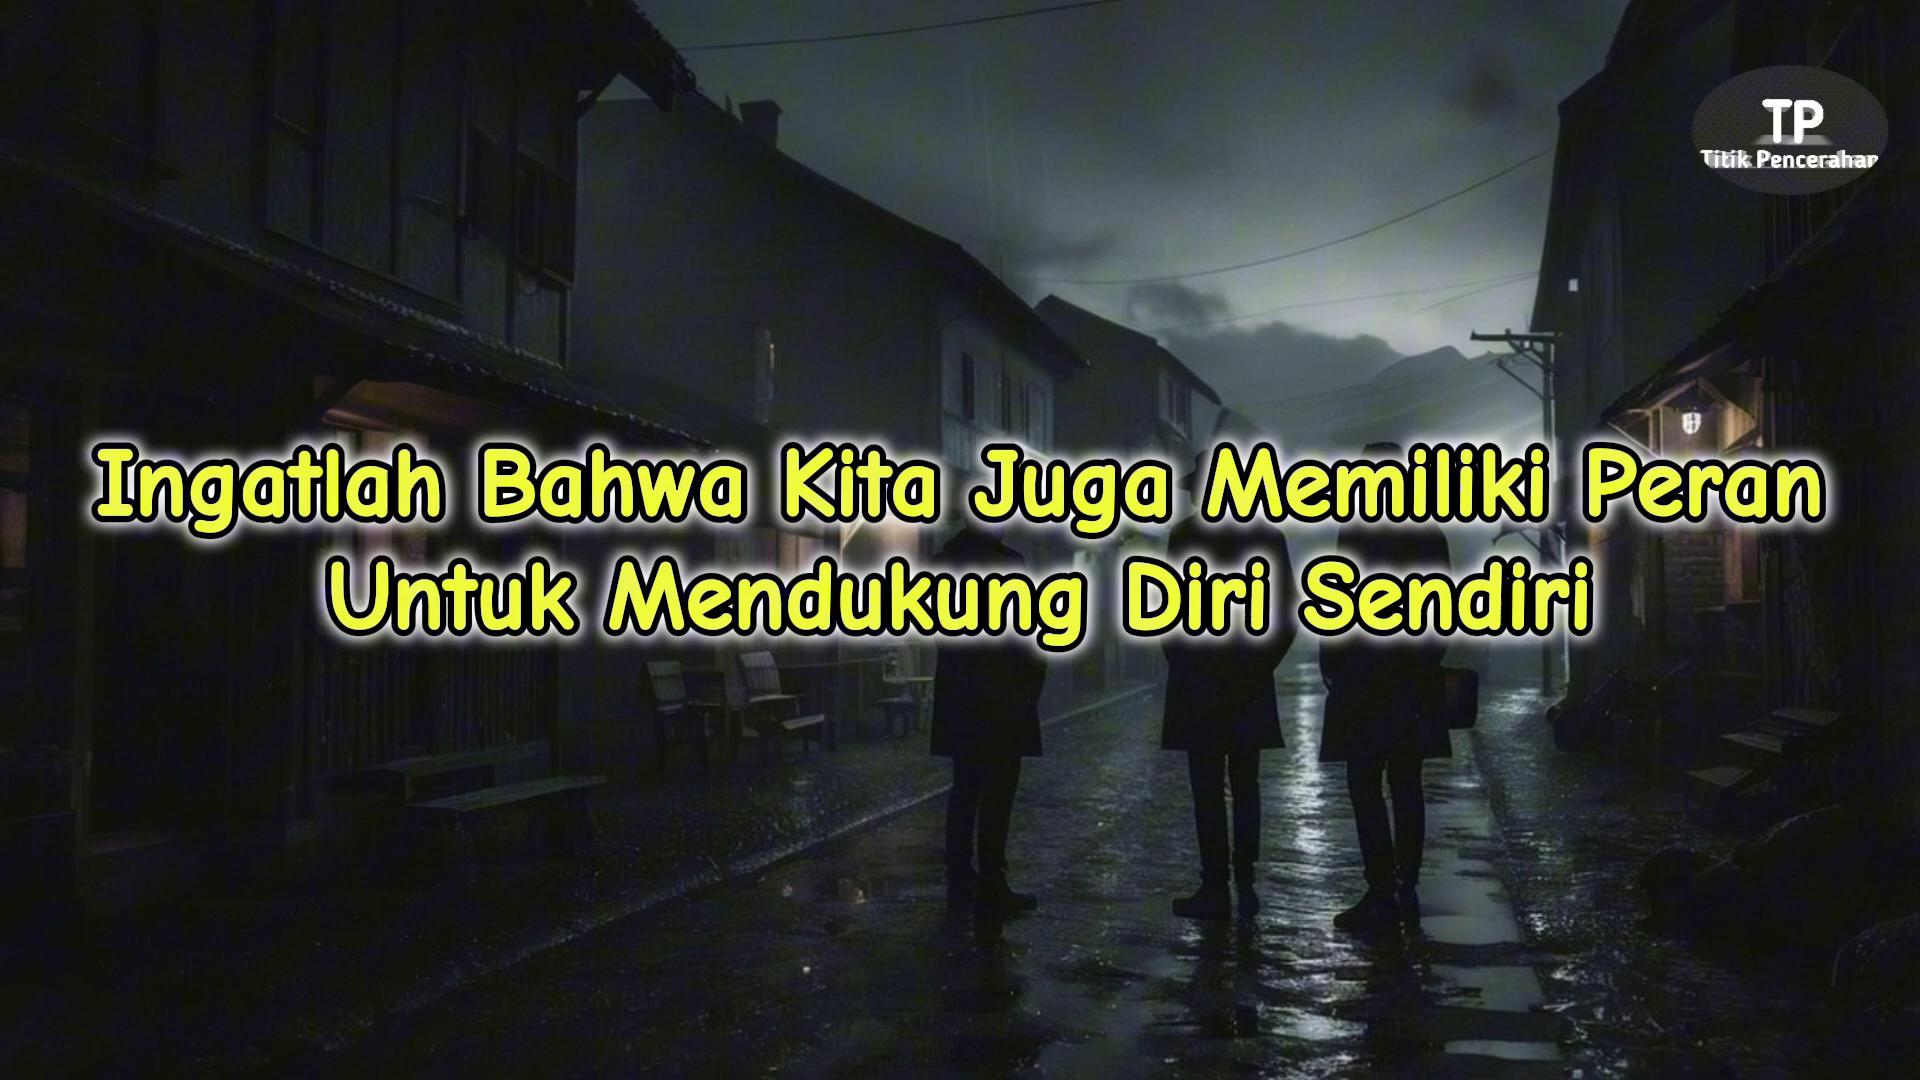 TP
Titik Pencerahan
Ingatlah Bahwa Kita Juga Memiliki Peran
Untuk Mendukung Diri Sendiri